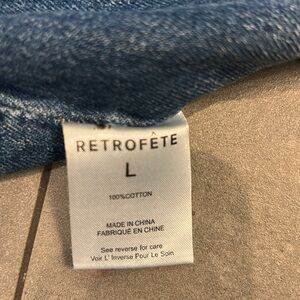 RETROFÊTE
L
100%COTTON
MADE IN CHINA
FABRIQUÉ EN CHINE
See reverse for care
Voir L' Inverse Pour Le Soin